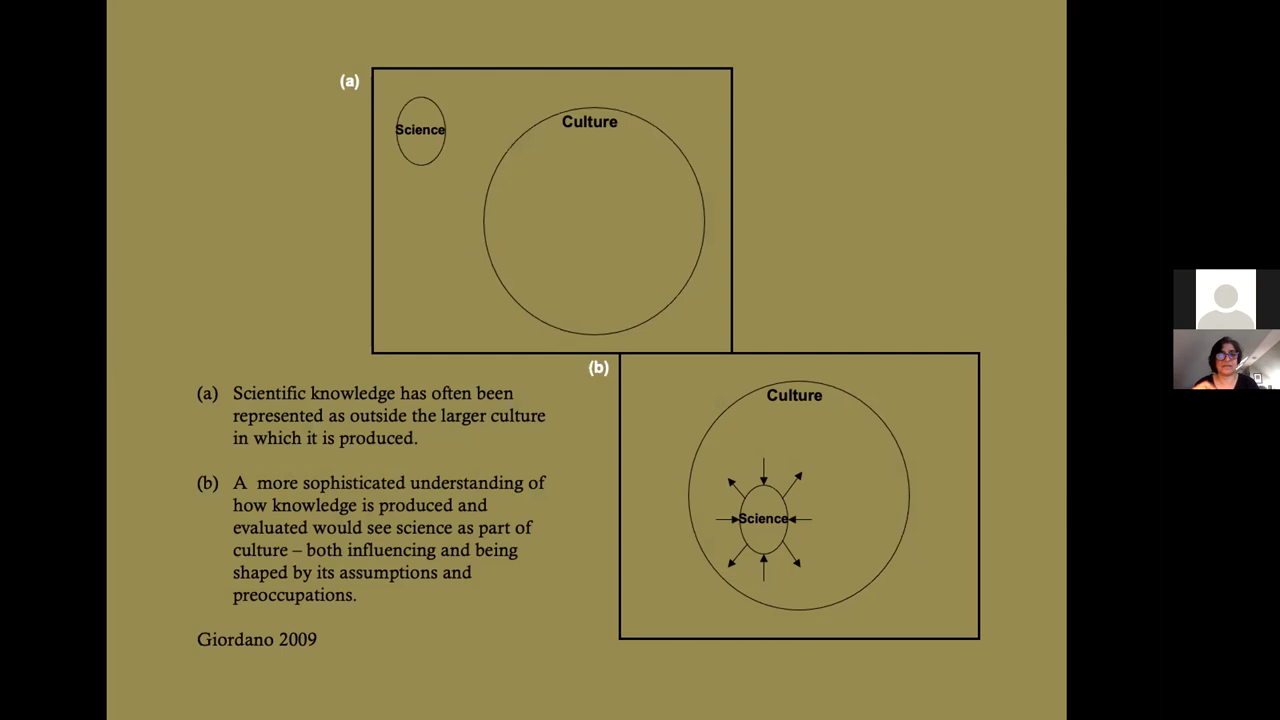 (a)
Science
Culture
(b)
Culture
Science
(a) Scientific knowledge has often been
represented as outside the larger culture
in which it is produced.
(b) A more sophisticated understanding of
how knowledge is produced and
evaluated would see science as part of
culture – both influencing and being
shaped by its assumptions and
preoccupations.
Giordano 2009